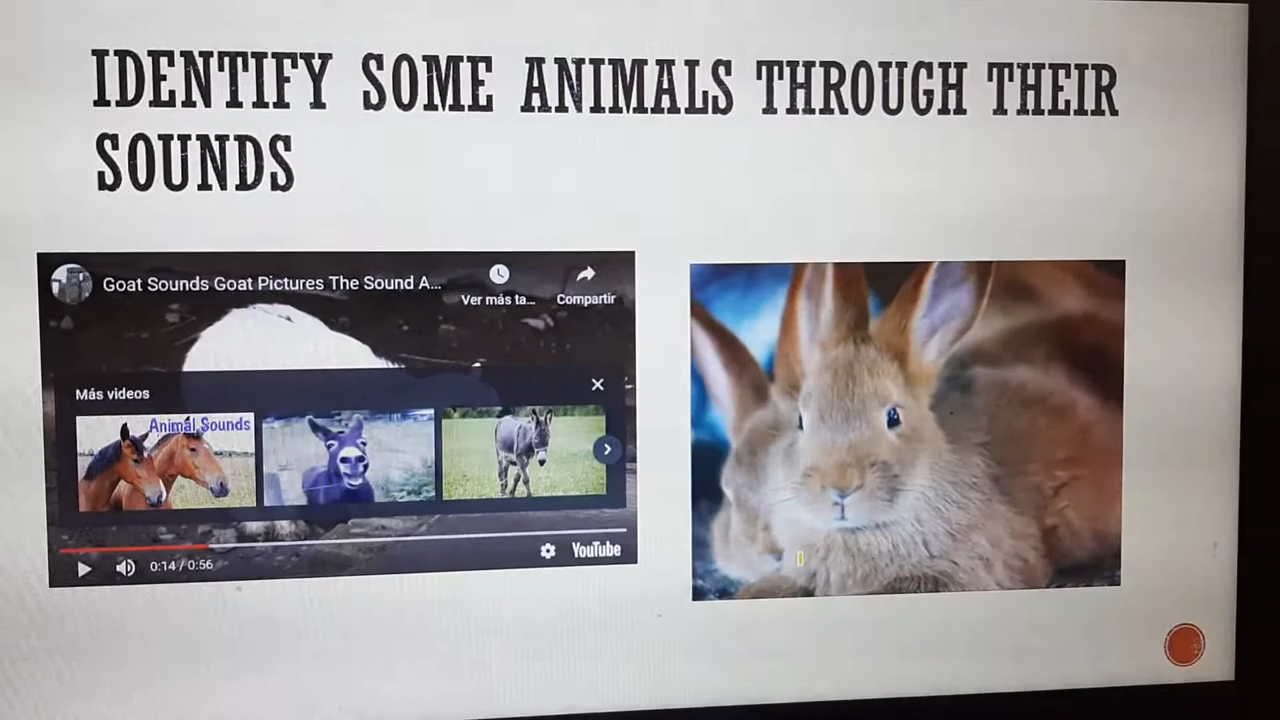 IDENTIFY SOME ANIMALS THROUGH THEIR
SOUNDS
Goat Sounds Goat Pictures The Sound A...
Ver más ta...
Compartir
Más videos
Animal Sounds
0:14 / 0:56
YouTube